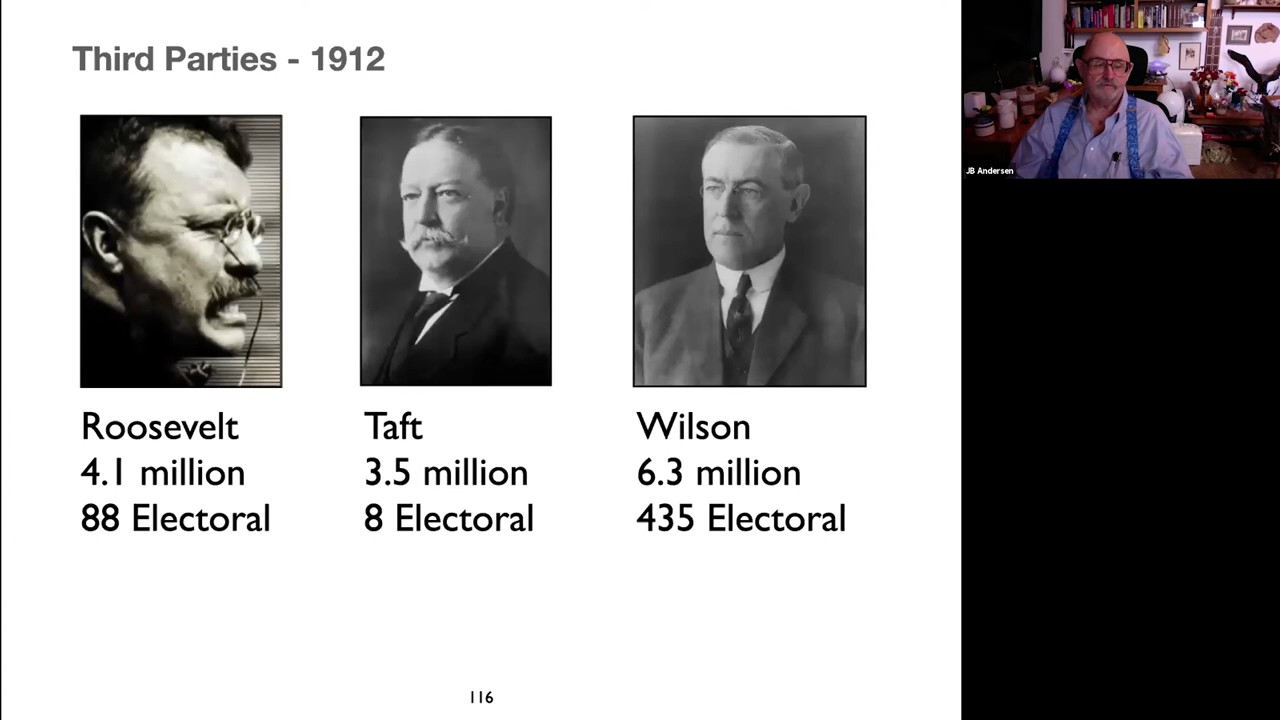 Third Parties - 1912
JB Andersen
Roosevelt
4.1 million
88 Electoral
Taft
3.5 million
8 Electoral
Wilson
6.3 million
435 Electoral
116